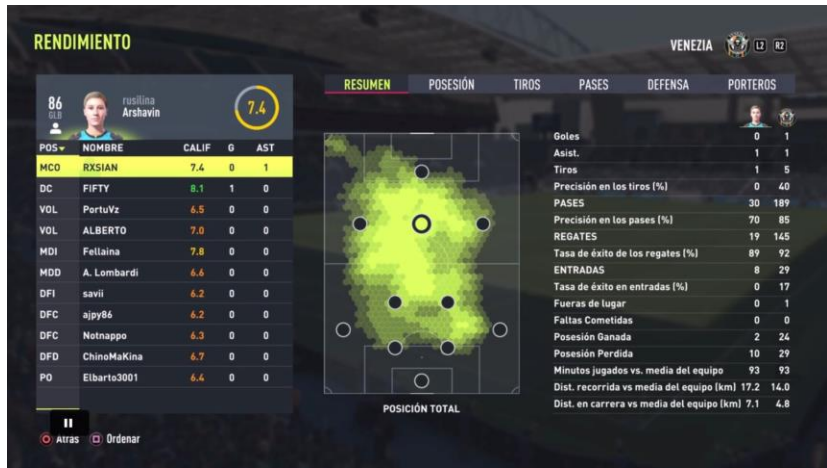 RENDIMIENTO
VENEZIA L2 R2
86
GLB
rusilina
Arshavin
7.4
POS NOMBRE CALIF G AST
MCO RXSIAN 7.4 0 1
DC FIFTY 8.1 1 0
VOL PortuVz 6.5 0 0
VOL ALBERTO 7.0 0 0
MDI Fellaina 7.8 0 0
MDD A. Lombardi 6.6 0 0
DFI savii 6.2 0 0
DFC ajpy86 6.2 0 0
DFC Notnappo 6.3 0 0
DFD ChinoMaKina 6.7 0 0
PO Elbarto3001 6.4 0 0
RESUMEN POSESIÓN TIROS PASES DEFENSA PORTEROS
POSICIÓN TOTAL
Goles 0 1
Asist. 1 1
Tiros 1 5
Precisión en los tiros (%) 0 40
PASES 30 189
Precisión en los pases (%) 70 85
REGATES 19 145
Tasa de éxito de los regates (%) 89 92
ENTRADAS 8 29
Tasa de éxito en entradas (%) 0 17
Fueras de lugar 0 1
Faltas Cometidas 0 0
Posesión Ganada 2 24
Posesión Perdida 10 29
Minutos jugados vs. media del equipo 93 93
Dist. recorrida vs media del equipo (km) 17.2 14.0
Dist. en carrera vs media del equipo (km) 7.1 4.8
Atrás Ordenar